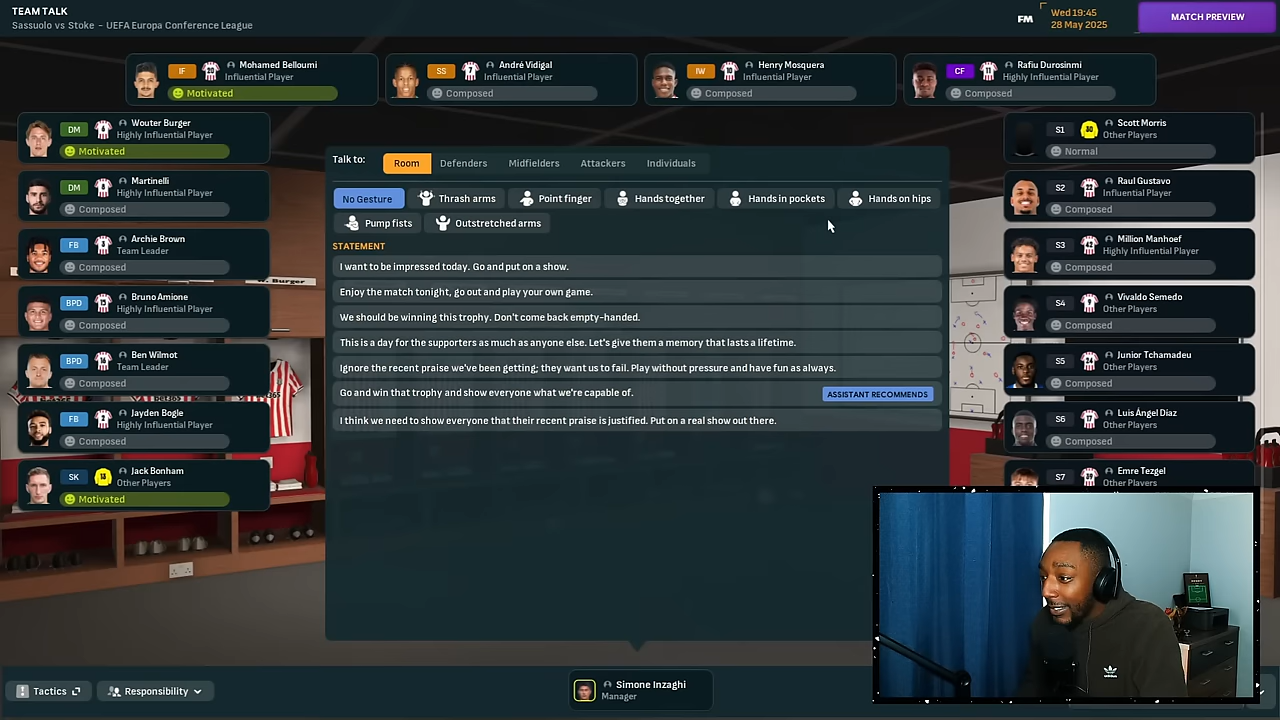 TEAM TALK
Sassuolo vs Stoke - UEFA Europa Conference League
FM
Wed 19:45
28 May 2025
MATCH PREVIEW
IF
Mohamed Belloumi
Influential Player
Motivated
SS
André Vidigal
Influential Player
Composed
IW
Henry Mosquera
Influential Player
Composed
CF
Rafiu Durosinmi
Highly Influential Player
Composed
DM
Wouter Burger
Highly Influential Player
Motivated
DM
Martinelli
Highly Influential Player
Composed
FB
Archie Brown
Team Leader
Composed
BPD
Bruno Amione
Highly Influential Player
Composed
BPD
Ben Wilmot
Team Leader
Composed
FB
Jayden Bogle
Highly Influential Player
Composed
SK
13
Jack Bonham
Other Players
Motivated
W. Burger
Talk to:
Room
Defenders
Midfielders
Attackers
Individuals
No Gesture
Thrash arms
Point finger
Hands together
Hands in pockets
Hands on hips
Pump fists
Outstretched arms
STATEMENT
I want to be impressed today. Go and put on a show.
Enjoy the match tonight, go out and play your own game.
We should be winning this trophy. Don't come back empty-handed.
This is a day for the supporters as much as anyone else. Let's give them a memory that lasts a lifetime.
Ignore the recent praise we've been getting; they want us to fail. Play without pressure and have fun as always.
Go and win that trophy and show everyone what we're capable of.
ASSISTANT RECOMMENDS
I think we need to show everyone that their recent praise is justified. Put on a real show out there.
S1
30
Scott Morris
Other Players
Normal
S2
Raul Gustavo
Influential Player
Composed
S3
Million Manhoef
Highly Influential Player
Composed
S4
Vivaldo Semedo
Other Players
Composed
S5
Junior Tchamadeu
Other Players
Composed
S6
Luis Ángel Díaz
Other Players
Composed
S7
Emre Tezgel
Other Players
Tactics
Responsibility
Simone Inzaghi
Manager